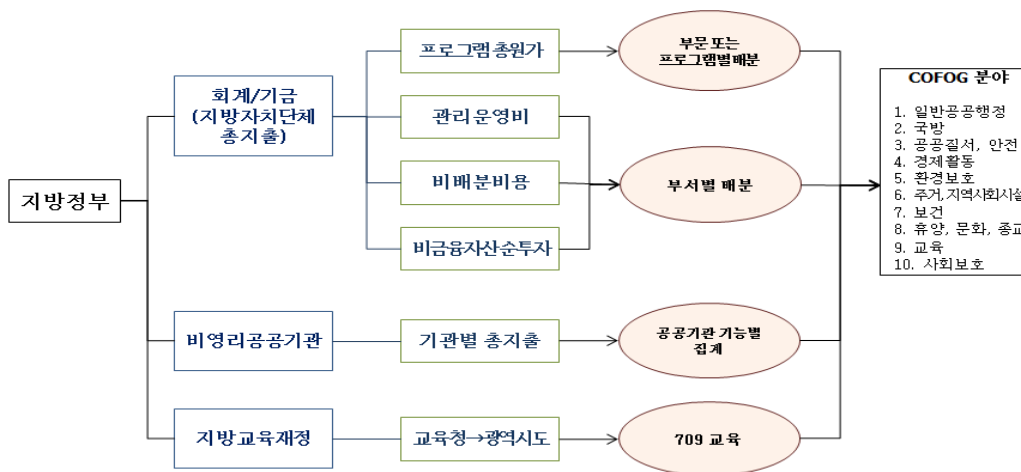 지방정부
회계/기금
(지방자치단체
총지출)
비영리공공기관
지방교육재정
프로그램총원가
관리운영비
비배분비용
비금융자산순투자
기관별 총지출
교육청→광역시도
부문 또는
프로그램별배분
부서별 배분
공공기관 기능별
집계
709 교육
COFOG 분야
1. 일반공공행정
2. 국방
3. 공공질서, 안전
4. 경제활동
5. 환경보호
6. 주거,지역사회시설
7. 보건
8. 휴양, 문화, 종교
9. 교육
10. 사회보호